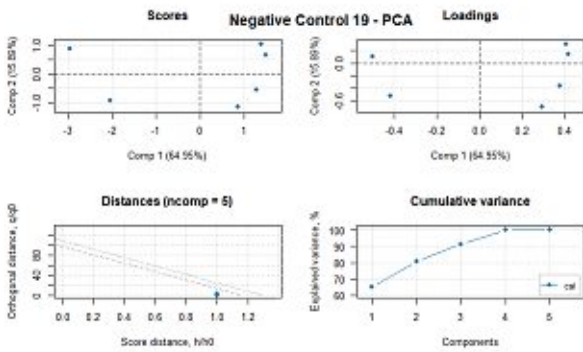 Negative Control 19 - PCA
Scores
Comp 2 (15.89%)
-1.0 0.0 1.0
-3 -2 -1 0 1
Comp 1 (64.95%)
Loadings
Comp 2 (15.89%)
-0.6 0.0
-0.4 -0.2 0.0 0.2 0.4
Comp 1 (64.95%)
Distances (ncomp = 5)
Orthogonal distance, q/q0
0 40
0.0 0.2 0.4 0.6 0.8 1.0 1.2
Score distance, h/h0
Cumulative variance
Explained variance, %
60 70 80 90 100
cal
1 2 3 4 5
Components